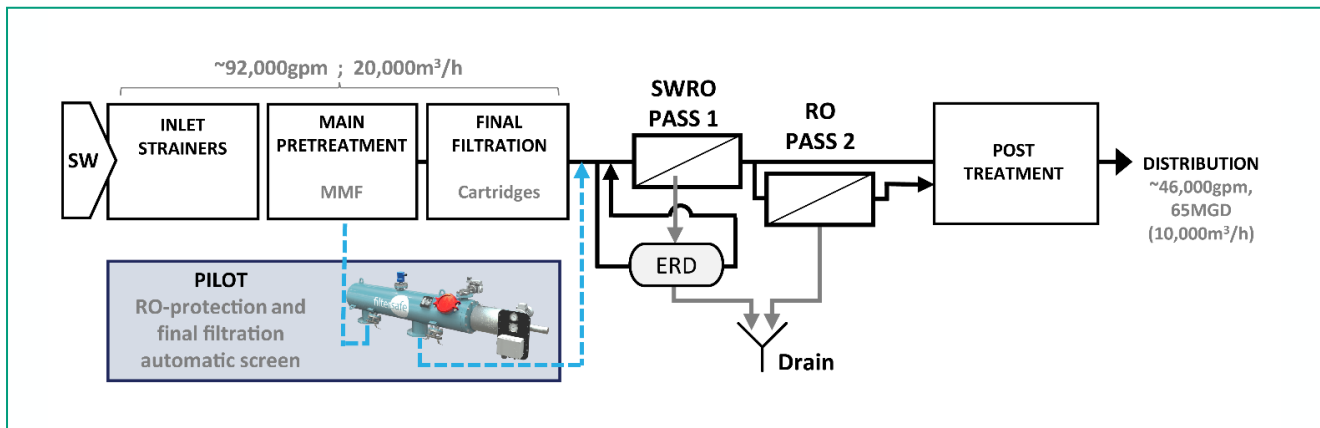 ~92,000gpm ; 20,000m³/h
SW
INLET
STRAINERS
MAIN
PRETREATMENT
MMF
FINAL
FILTRATION
Cartridges
SWRO
PASS 1
RO
PASS 2
ERD
Drain
POST
TREATMENT
DISTRIBUTION
~46,000gpm,
65MGD
(10,000m³/h)
PILOT
RO-protection and
final filtration
automatic screen
filtersafe